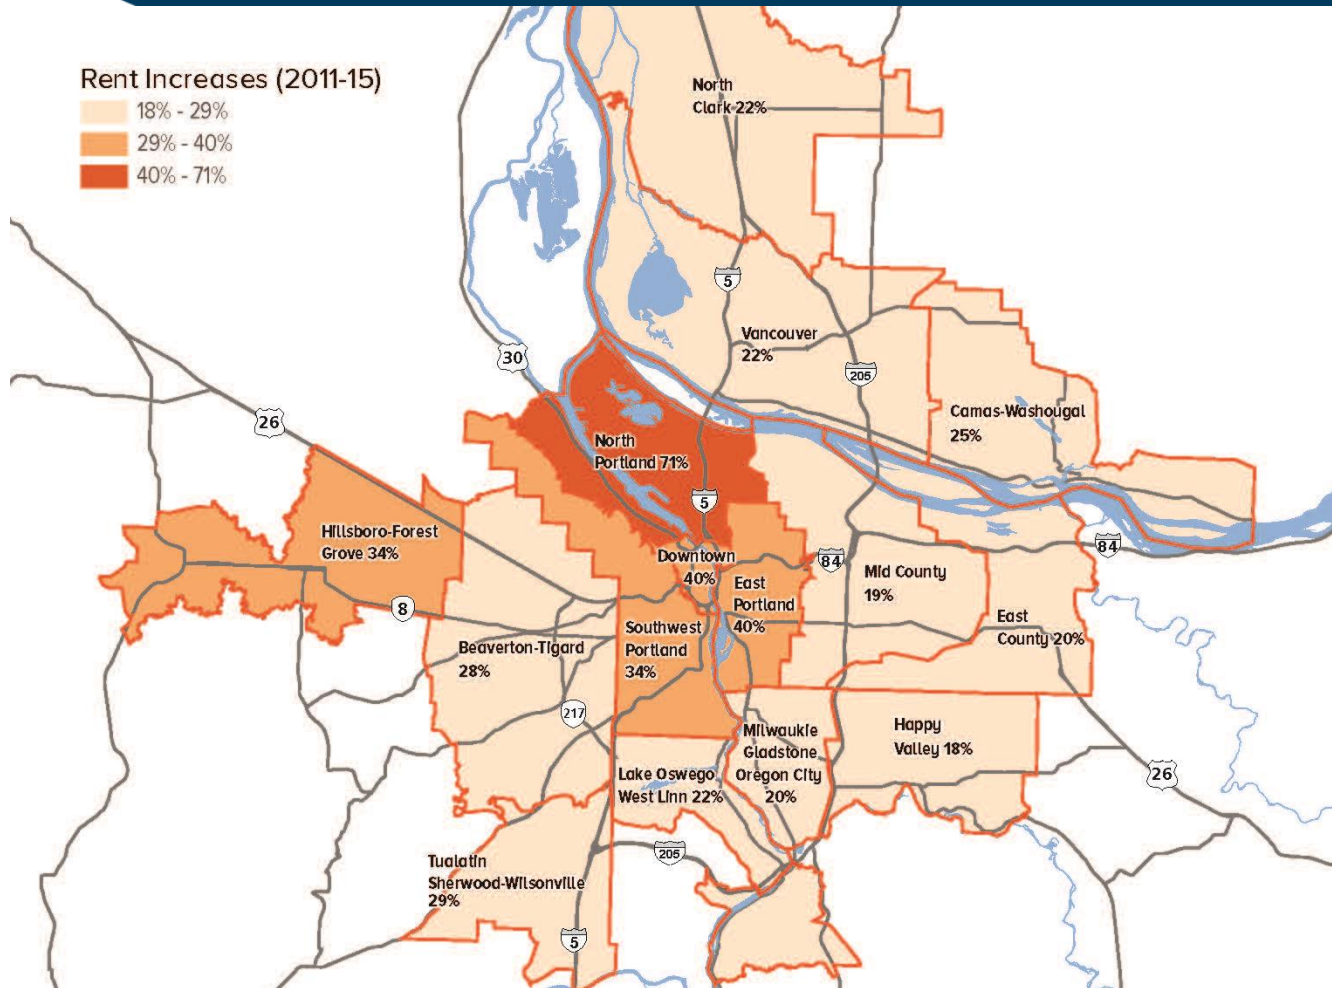 Rent Increases (2011-15)
18% - 29%
29% - 40%
40% - 71%
North
Clark 22%
5
Vancouver
22%
30
205
26
Camas-Washougal
25%
North
Portland 71%
5
Hillsboro-Forest
Grove 34%
Downtown
40%
84
84
Mid County
19%
East
Portland
40%
8
East
County 20%
Southwest
Portland
34%
Beaverton-Tigard
28%
217
Happy
Valley 18%
Milwaukie
Gladstone
Oregon City
20%
Lake Oswego
West Linn 22%
26
205
Tualatin
Sherwood-Wilsonville
29%
5